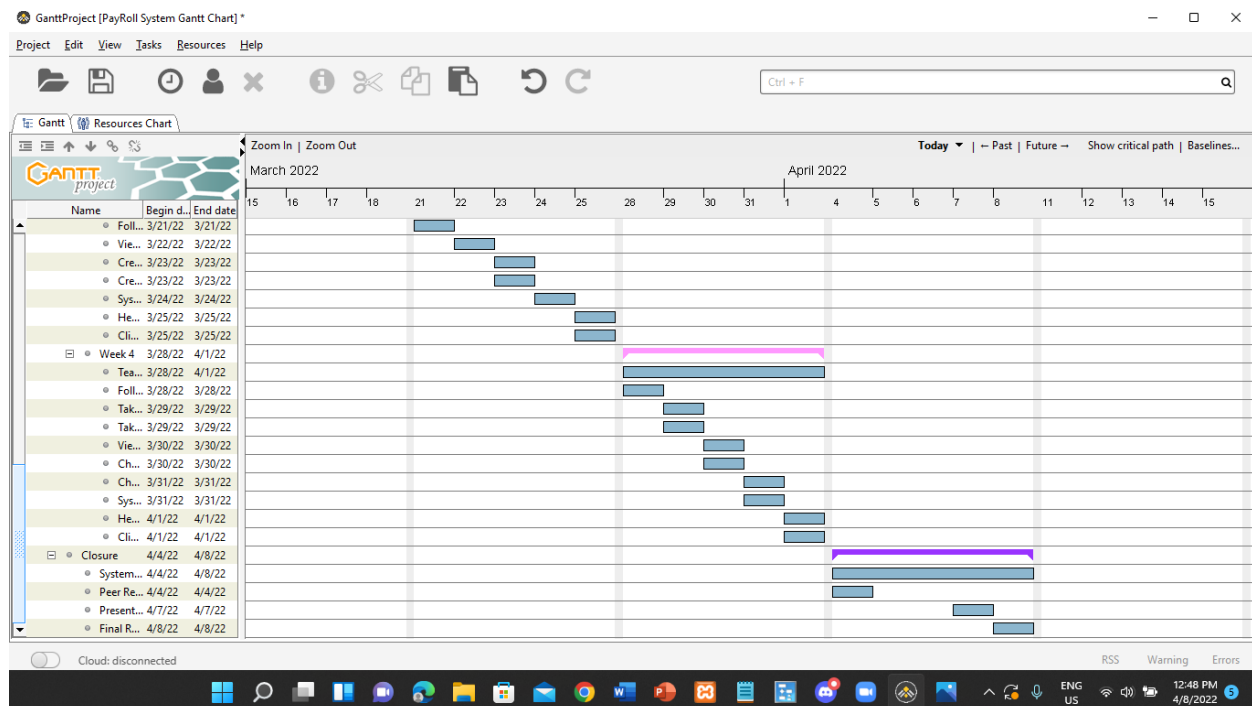 GanttProject [PayRoll System Gantt Chart] *
Project Edit View Tasks Resources Help
Ctrl + F
Gantt Resources Chart
Zoom In | Zoom Out Today ▼ | ← Past | Future → Show critical path | Baselines...
GANTT project
March 2022 April 2022
15 16 17 18 21 22 23 24 25 28 29 30 31 1 4 5 6 7 8 11 12 13 14 15
Name Begin d... End date
Foll... 3/21/22 3/21/22
Vie... 3/22/22 3/22/22
Cre... 3/23/22 3/23/22
Cre... 3/23/22 3/23/22
Sys... 3/24/22 3/24/22
He... 3/25/22 3/25/22
Cli... 3/25/22 3/25/22
Week 4 3/28/22 4/1/22
Tea... 3/28/22 4/1/22
Foll... 3/28/22 3/28/22
Tak... 3/29/22 3/29/22
Tak... 3/29/22 3/29/22
Vie... 3/30/22 3/30/22
Ch... 3/30/22 3/30/22
Ch... 3/31/22 3/31/22
Sys... 3/31/22 3/31/22
He... 4/1/22 4/1/22
Cli... 4/1/22 4/1/22
Closure 4/4/22 4/8/22
System... 4/4/22 4/8/22
Peer Re... 4/4/22 4/4/22
Present... 4/7/22 4/7/22
Final R... 4/8/22 4/8/22
Cloud: disconnected RSS Warning Errors
ENG US 12:48 PM 4/8/2022 5